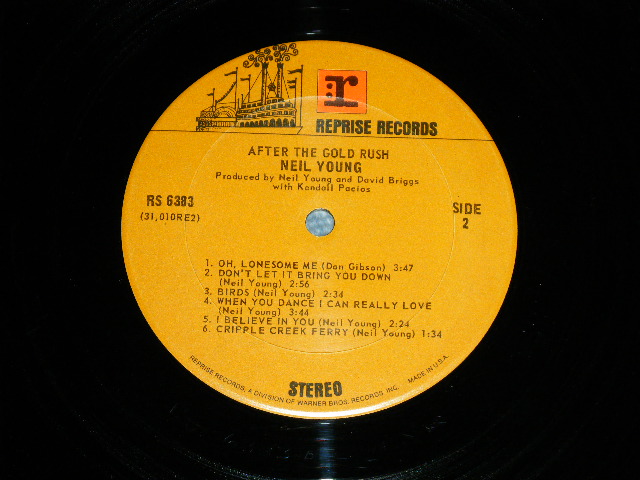 :r
REPRISE RECORDS
AFTER THE GOLD RUSH
NEIL YOUNG
Produced by Neil Young and David Briggs
with Kendall Pacios
RS 6383
(31,010RE2)
SIDE
2
1. OH, LONESOME ME (Don Gibson) 3:47
2. DON'T LET IT BRING YOU DOWN
(Neil Young) 2:56
3. BIRDS (Neil Young) 2:34
4. WHEN YOU DANCE I CAN REALLY LOVE
(Neil Young) 3:44
5. I BELIEVE IN YOU (Neil Young) 2:24
6. CRIPPLE CREEK FERRY (Neil Young) 1:34
STEREO
REPRISE RECORDS, A DIVISION OF WARNER BROS. RECORDS INC. MADE IN U.S.A.